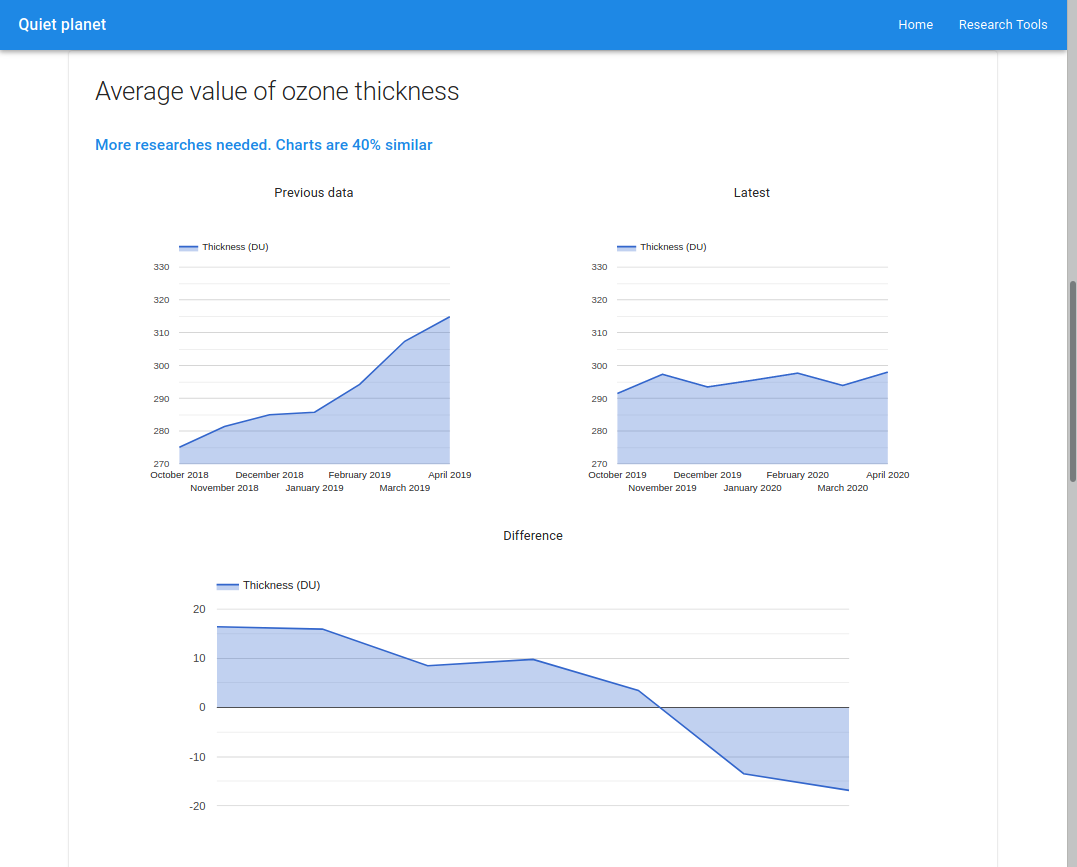 Quiet planet
Home Research Tools
Average value of ozone thickness
More researches needed. Charts are 40% similar
Previous data
Thickness (DU)
330
320
310
300
290
280
270
October 2018 December 2018 February 2019 April 2019
November 2018 January 2019 March 2019
Latest
Thickness (DU)
330
320
310
300
290
280
270
October 2019 December 2019 February 2020 April 2020
November 2019 January 2020 March 2020
Difference
Thickness (DU)
20
10
0
-10
-20